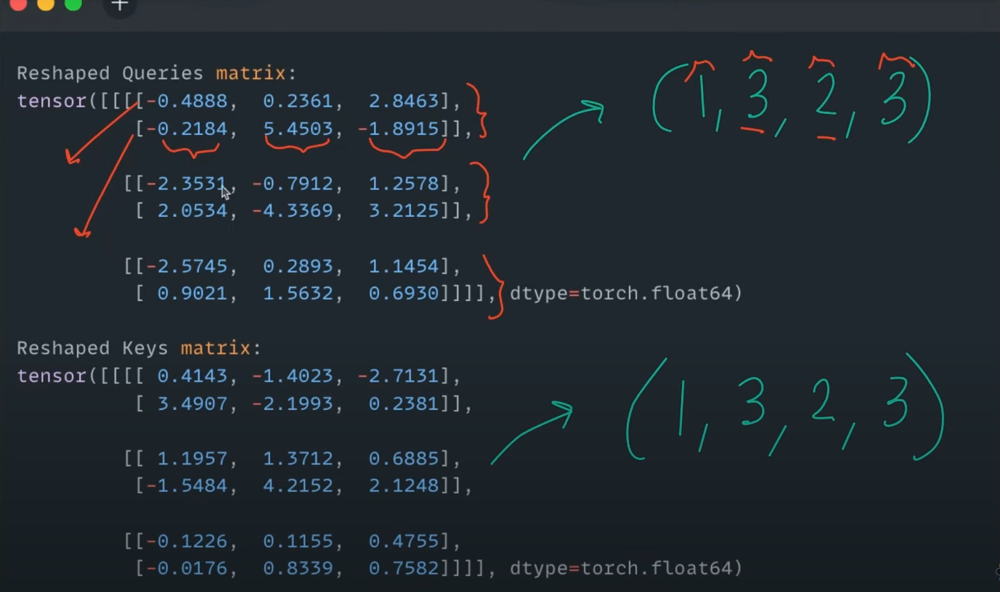 Reshaped Queries matrix:
tensor([[[[-0.4888, 0.2361, 2.8463],
[-0.2184, 5.4503, -1.8915]],
[[-2.3531, -0.7912, 1.2578],
[ 2.0534, -4.3369, 3.2125]],
[[-2.5745, 0.2893, 1.1454],
[ 0.9021, 1.5632, 0.6930]]]], dtype=torch.float64)
(1, 3, 2, 3)
Reshaped Keys matrix:
tensor([[[[ 0.4143, -1.4023, -2.7131],
[ 3.4907, -2.1993, 0.2381]],
[[ 1.1957, 1.3712, 0.6885],
[-1.5484, 4.2152, 2.1248]],
[[-0.1226, 0.1155, 0.4755],
[-0.0176, 0.8339, 0.7582]]]], dtype=torch.float64)
(1, 3, 2, 3)